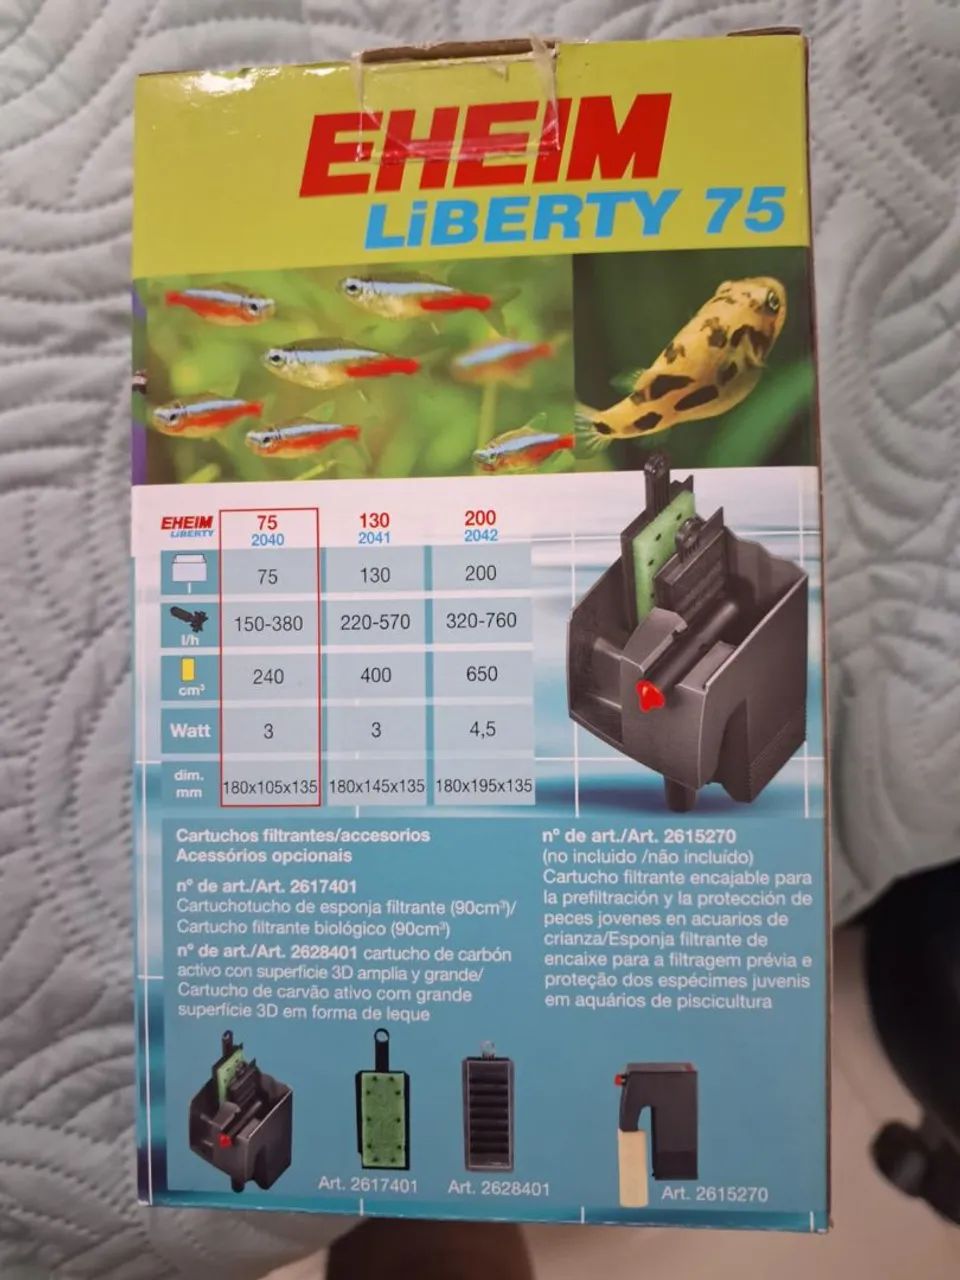 EHEIM
LiBERTY 75
EHEIM LiBERTY 75 130 200
2040 2041 2042
l 75 130 200
l/h 150-380 220-570 320-760
cm³ 240 400 650
Watt 3 3 4,5
dim. mm 180x105x135 180x145x135 180x195x135
Cartuchos filtrantes/accesorios
Acessórios opcionais
nº de art./Art. 2617401
Cartuchotucho de esponja filtrante (90cm³)/
Cartucho filtrante biológico (90cm³)
nº de art./Art. 2628401 cartucho de carbón
activo con superficie 3D amplia y grande/
Cartucho de carvão ativo com grande
superfície 3D em forma de leque
nº de art./Art. 2615270
(no incluido /não incluído)
Cartucho filtrante encajable para
la prefiltración y la protección de
peces jovenes en acuarios de
crianza/Esponja filtrante de
encaixe para a filtragem prévia e
proteção dos espécimes juvenis
em aquários de piscicultura
Art. 2617401
Art. 2628401
Art. 2615270